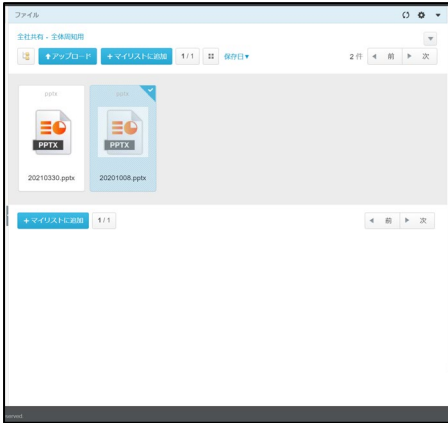 ファイル
全社共有 - 全体周知用
アップロード +マイリストに追加 1/1 保存日▼ 2 件 ◀ 前 ▶ 次
pptx pptx
PPTX PPTX
20210330.pptx 20201008.pptx
+マイリストに追加 1/1 ◀ 前 ▶ 次
served.